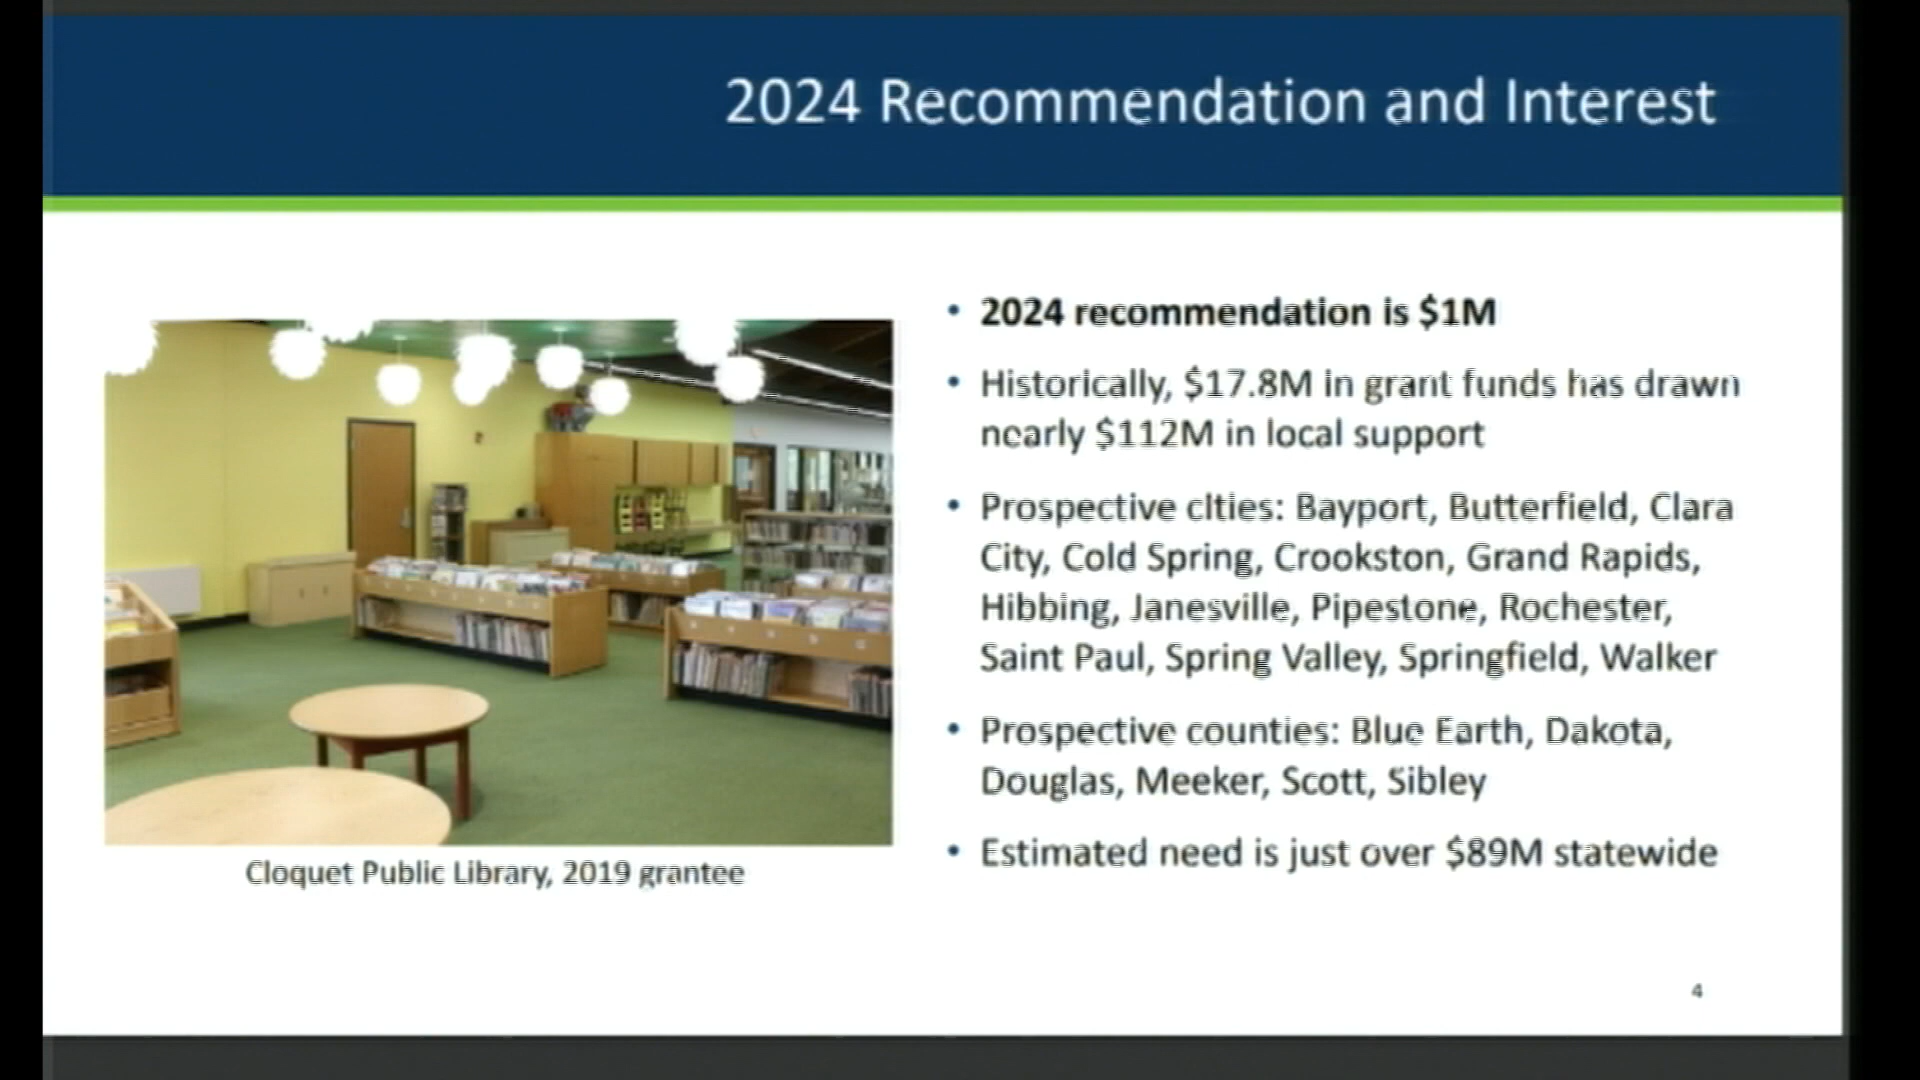 2024 Recommendation and Interest
• 2024 recommendation is $1M
• Historically, $17.8M in grant funds has drawn
nearly $112M in local support
• Prospective cities: Bayport, Butterfield, Clara
City, Cold Spring, Crookston, Grand Rapids,
Hibbing, Janesville, Pipestone, Rochester,
Saint Paul, Spring Valley, Springfield, Walker
• Prospective counties: Blue Earth, Dakota,
Douglas, Meeker, Scott, Sibley
• Estimated need is just over $89M statewide
Cloquet Public Library, 2019 grantee
4